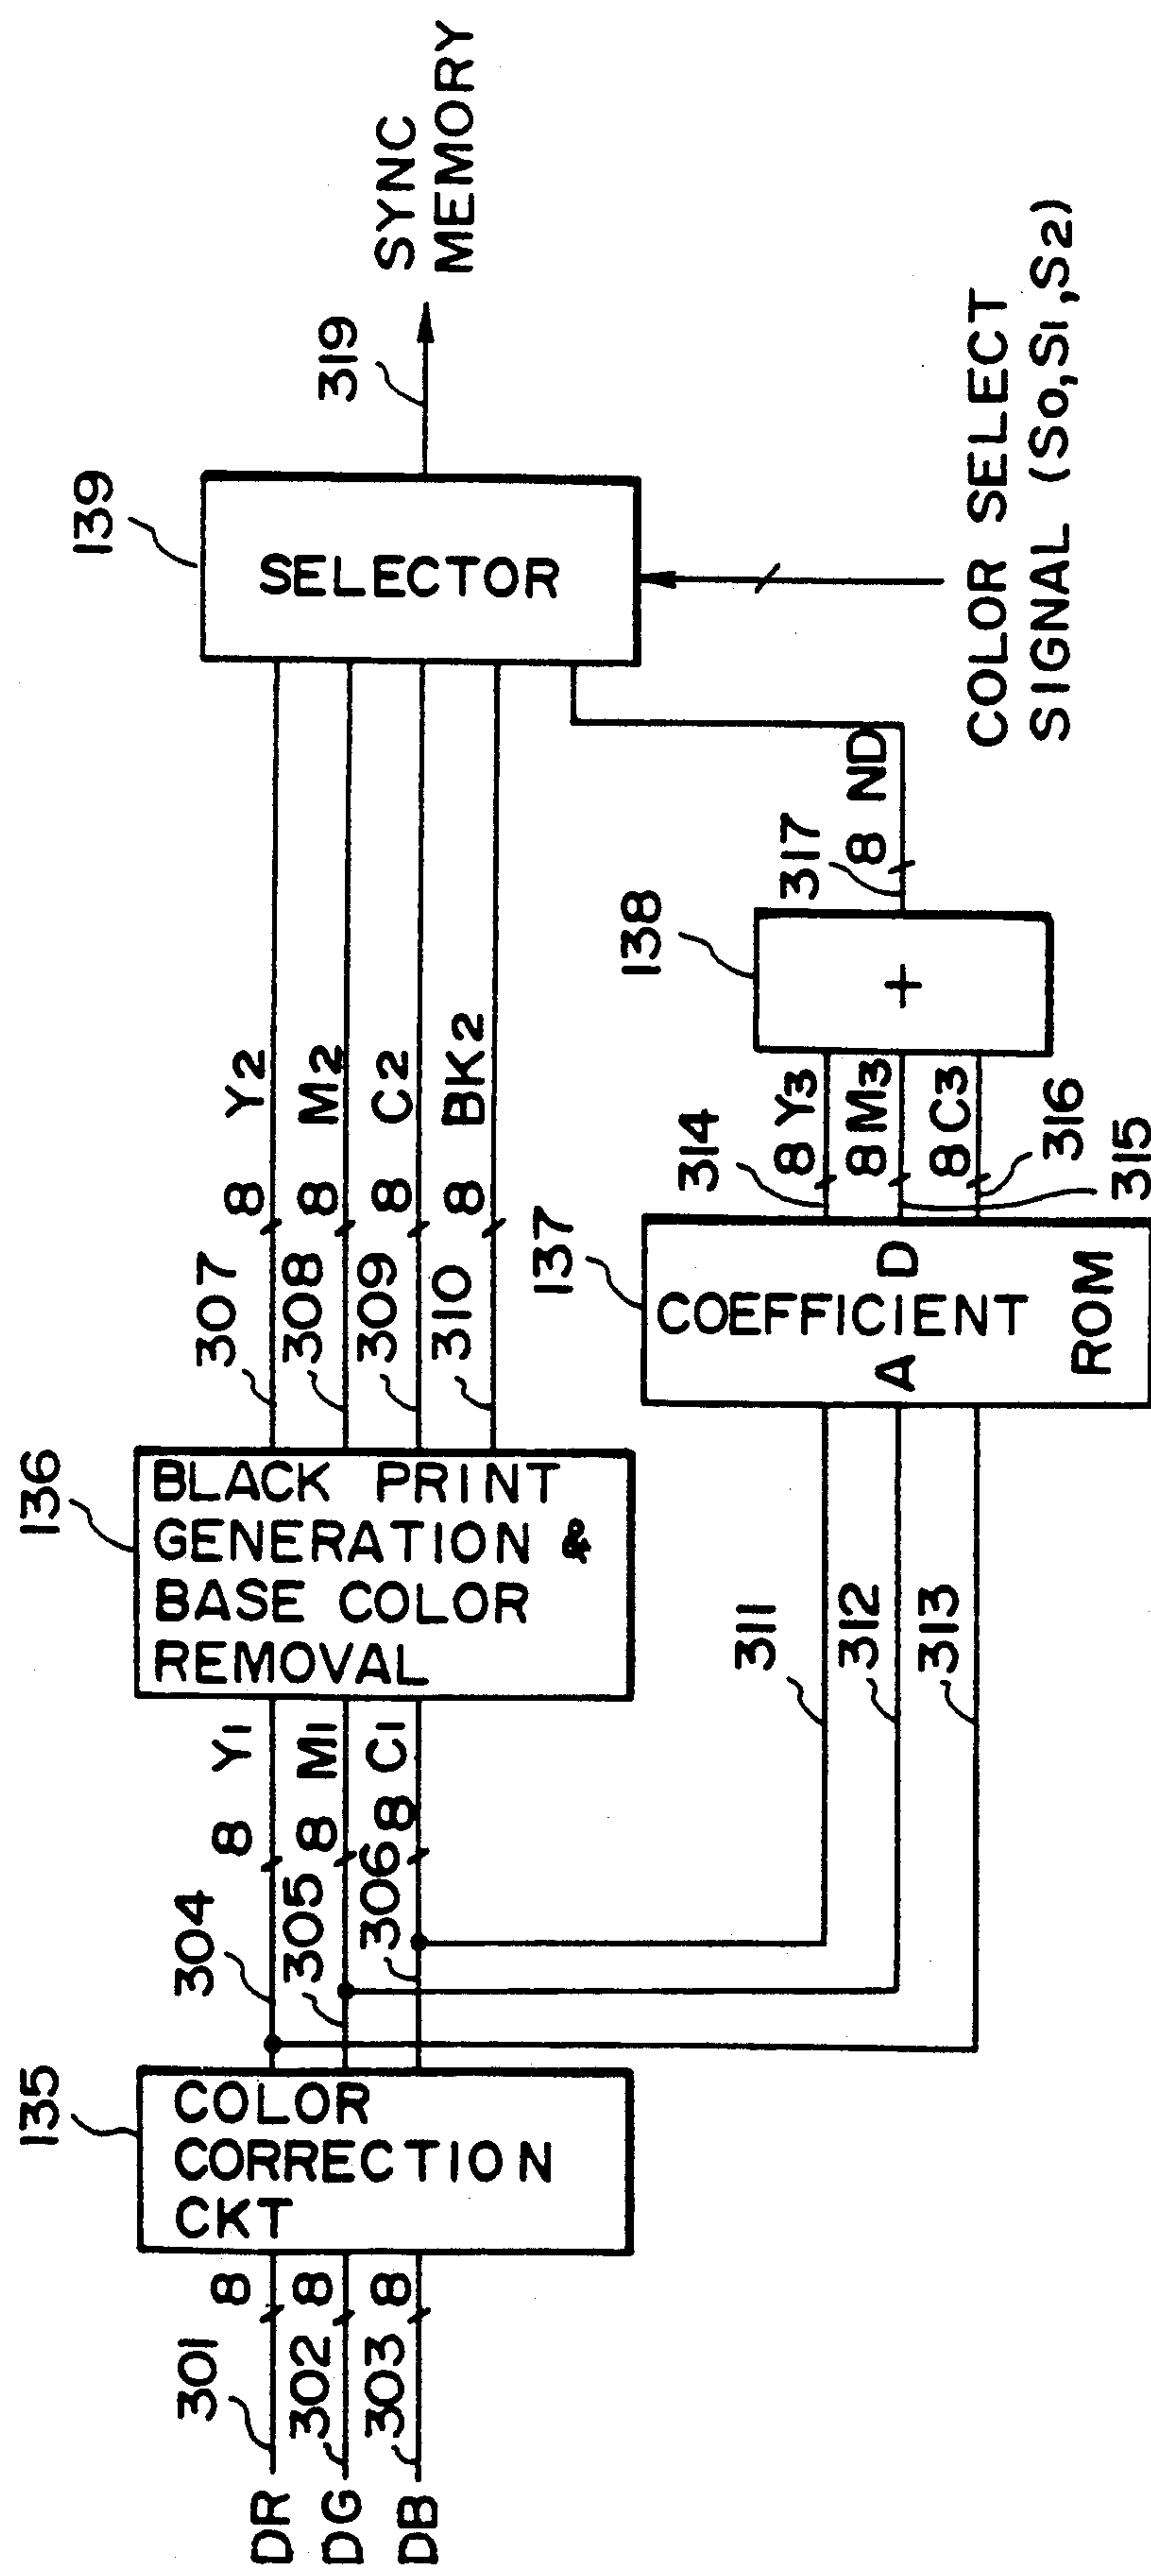 DR
DG
DB
301
302
303
8
8
8
135
COLOR
CORRECTION
CKT
304
305
306
8 Y1
8 M1
8 C1
136
BLACK PRINT
GENERATION &
BASE COLOR
REMOVAL
311
312
313
307
308
309
310
8 Y2
8 M2
8 C2
8 BK2
137
COEFFICIENT
A D
ROM
314
315
316
8 Y3
8 M3
8 C3
138
+
317
8 ND
139
SELECTOR
319
SYNC
MEMORY
COLOR SELECT
SIGNAL (S0,S1,S2)